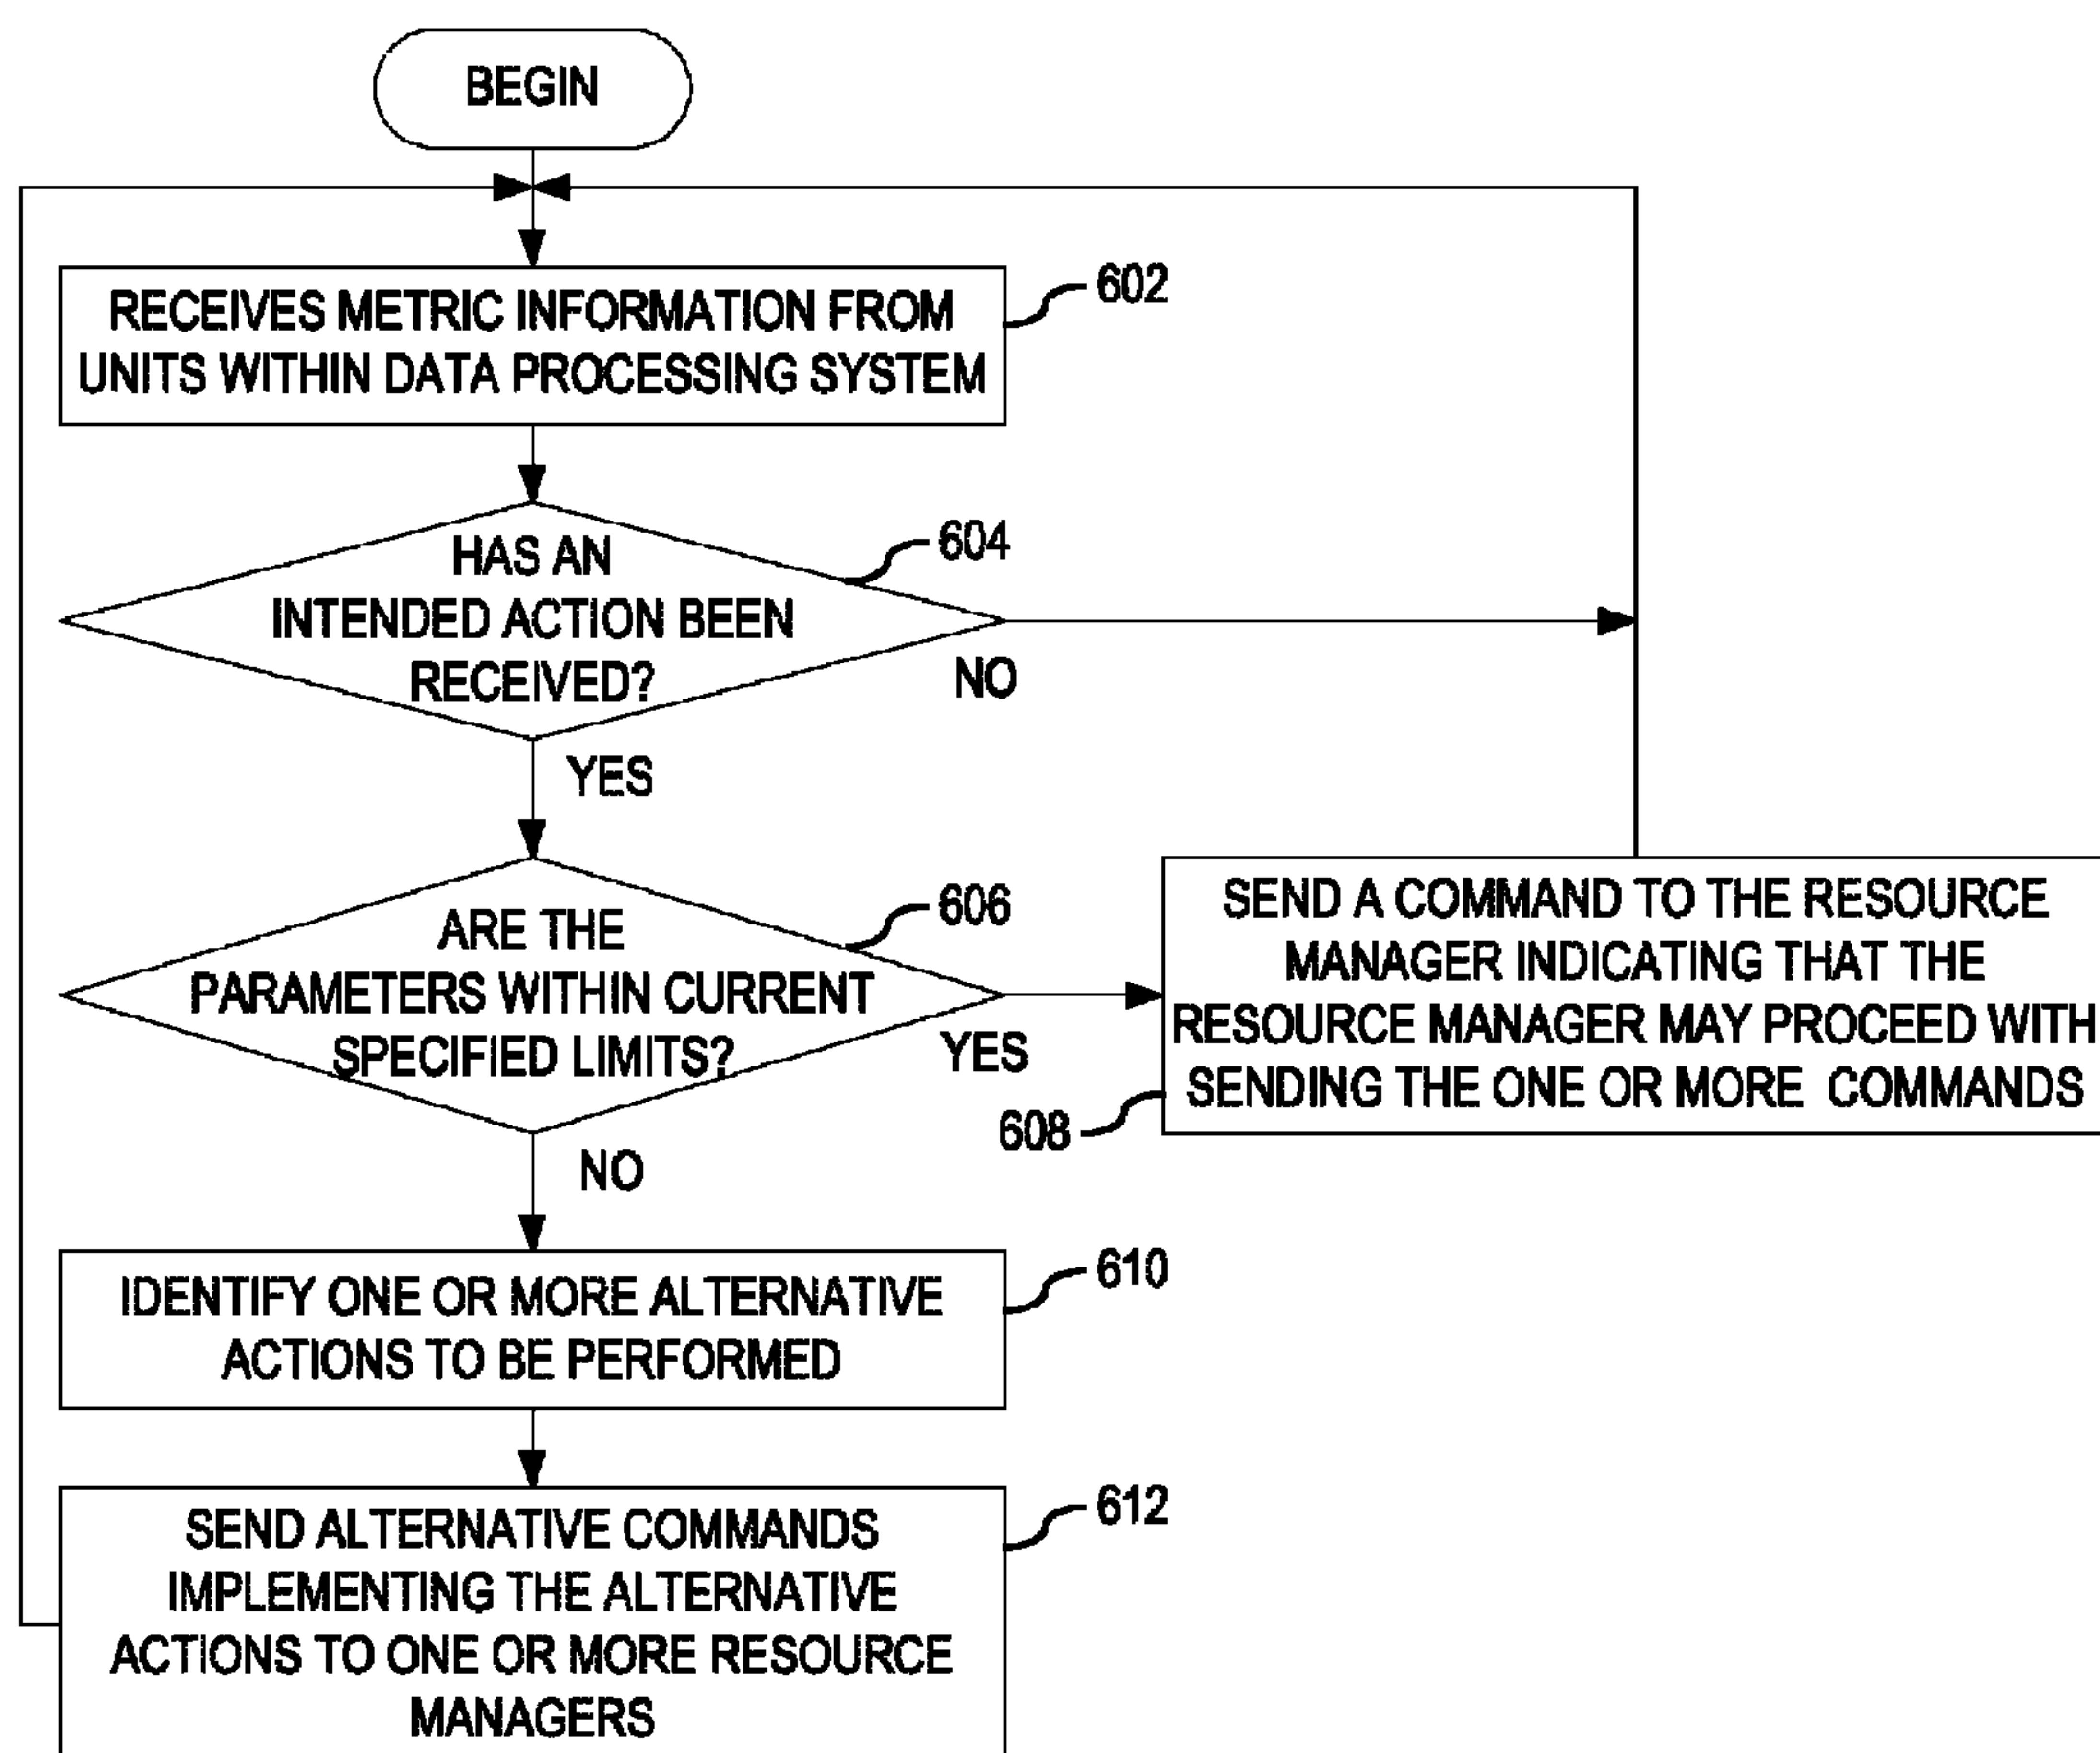 BEGIN
RECEIVES METRIC INFORMATION FROM
UNITS WITHIN DATA PROCESSING SYSTEM
602
HAS AN
INTENDED ACTION BEEN
RECEIVED?
604
NO
YES
ARE THE
PARAMETERS WITHIN CURRENT
SPECIFIED LIMITS?
606
YES
SEND A COMMAND TO THE RESOURCE
MANAGER INDICATING THAT THE
RESOURCE MANAGER MAY PROCEED WITH
SENDING THE ONE OR MORE COMMANDS
608
NO
IDENTIFY ONE OR MORE ALTERNATIVE
ACTIONS TO BE PERFORMED
610
SEND ALTERNATIVE COMMANDS
IMPLEMENTING THE ALTERNATIVE
ACTIONS TO ONE OR MORE RESOURCE
MANAGERS
612